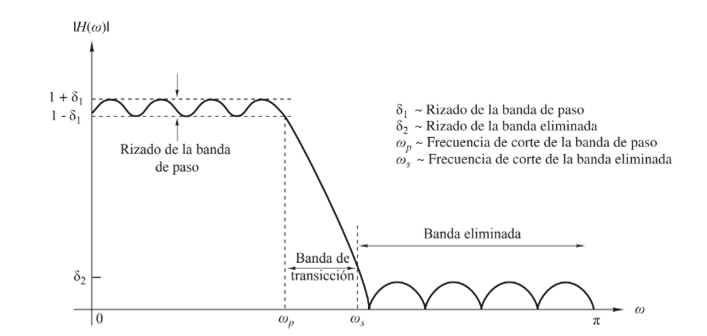 |H(ω)|
1 + δ₁
1 - δ₁
Rizado de la banda
de paso
δ₁ ~ Rizado de la banda de paso
δ₂ ~ Rizado de la banda eliminada
ωₚ ~ Frecuencia de corte de la banda de paso
ωₛ ~ Frecuencia de corte de la banda eliminada
Banda eliminada
Banda de
transicción
δ₂
0
ωₚ
ωₛ
π
ω